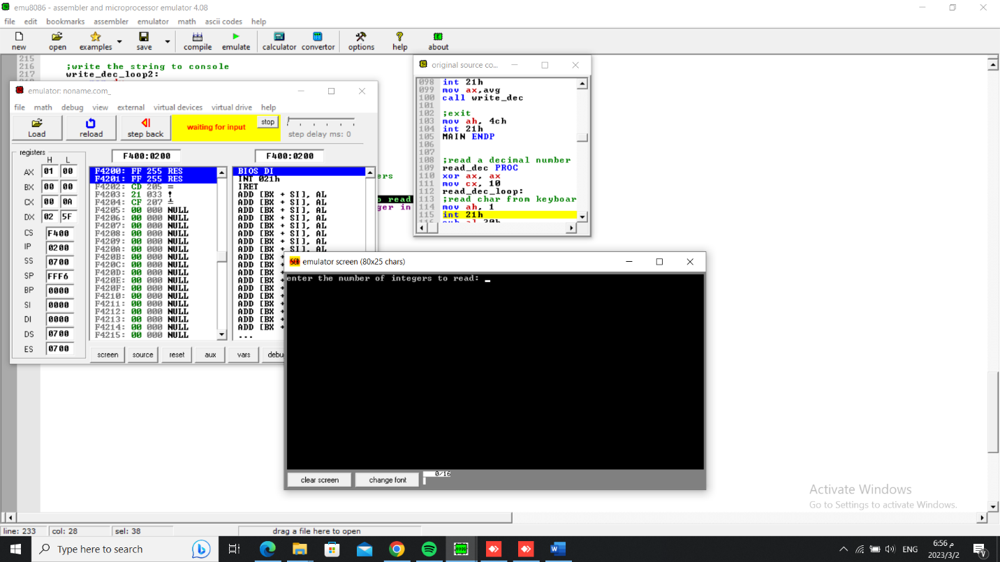 emu8086 - assembler and microprocessor emulator 4.08
file edit bookmarks assembler emulator math ascii codes help
new open examples save compile emulate calculator convertor options help about
215
216 ;write the string to console
217 write_dec_loop2:
emulator: noname.com_
file math debug view external virtual devices virtual drive help
Load reload step back waiting for input stop step delay ms: 0
registers F400:0200 F400:0200
H L
AX 01 00
BX 00 00
CX 00 0A
DX 02 5F
CS F400
IP 0200
SS 0700
SP FFF6
BP 0000
SI 0000
DI 0000
DS 0700
ES 0700
F4200: FF 255 RES
F4201: FF 255 RES
F4202: CD 205 =
F4203: 21 033 !
F4204: CF 207 ╧
F4205: 00 000 NULL
F4206: 00 000 NULL
F4207: 00 000 NULL
F4208: 00 000 NULL
F4209: 00 000 NULL
F420A: 00 000 NULL
F420B: 00 000 NULL
F420C: 00 000 NULL
F420D: 00 000 NULL
F420E: 00 000 NULL
F420F: 00 000 NULL
F4210: 00 000 NULL
F4211: 00 000 NULL
F4212: 00 000 NULL
F4213: 00 000 NULL
F4214: 00 000 NULL
F4215: 00 000 NULL
BIOS DI
INT 021h
IRET
ADD [BX + SI], AL
ADD [BX + SI], AL
ADD [BX + SI], AL
ADD [BX + SI], AL
ADD [BX + SI], AL
ADD [BX + SI], AL
ADD [BX + SI], AL
ADD [BX + SI], AL
ADD [BX +
ADD [BX +
ADD [BX +
ADD [BX +
ADD [BX +
ADD [BX +
ADD [BX +
ADD [BX +
ADD [BX +
ADD [BX +
...
screen source reset aux vars debu
ers
o read
ger in
original source co...
098 int 21h
099 mov ax,avg
100 call write_dec
101
102 ;exit
103 mov ah, 4ch
104 int 21h
105 MAIN ENDP
106
107
108 ;read a decimal number
109 read_dec PROC
110 xor ax, ax
111 mov cx, 10
112 read_dec_loop:
113 ;read char from keyboar
114 mov ah, 1
115 int 21h
emulator screen (80x25 chars)
enter the number of integers to read: _
clear screen change font 0/16
Activate Windows
Go to Settings to activate Windows.
line: 233 col: 28 sel: 38 drag a file here to open
Type here to search
ENG
6:56 م
2023/3/2